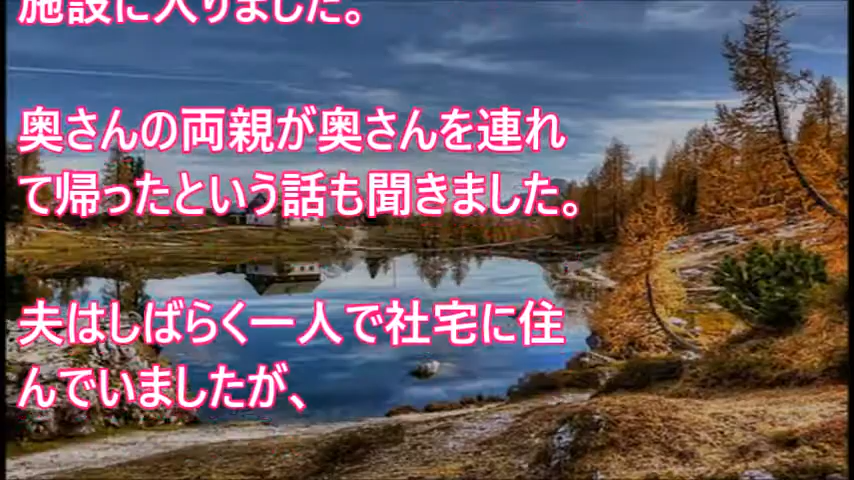 施設に入りました。
奥さんの両親が奥さんを連れ
て帰ったという話も聞きました。
夫はしばらく一人で社宅に住
んでいましたが、